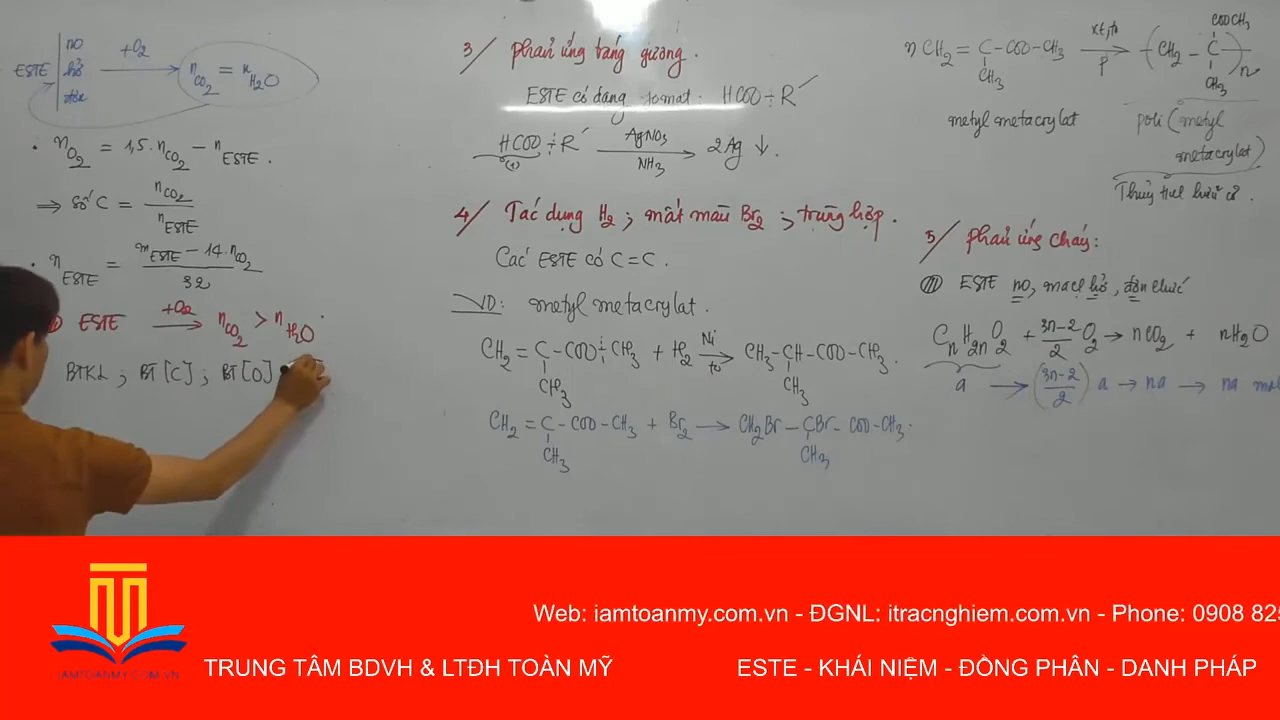 ESTE no
hở
đơn
+O2
nCO2 = nH2O
· nO2 = 1,5.nCO2 - nESTE.
⇒ số C = nCO2 / nESTE
· nESTE = (mESTE - 14.nCO2) / 32
ESTE +O2 → nCO2 > nH2O
BTKL ; BT[C] ; BT[O]
3/ Phản ứng tráng gương.
ESTE có dạng fomat. HCOO-R'
HCOO-R' AgNO3 / NH3 → 2Ag ↓.
4/ Tác dụng H2 ; mất màu Br2 ; trùng hợp.
Các ESTE có C=C.
VD: metyl metacrylat.
CH2 = C - COO - CH3 + H2 Ni / to → CH3 - CH - COO - CH3.
CH3 CH3
CH2 = C - COO - CH3 + Br2 → CH2Br - CBr - COO - CH3.
CH3 CH3
n CH2 = C - COO - CH3 xt, to / p → ( CH2 - C )n
COOCH3
CH3 CH3
metyl metacrylat
poli (metyl
metacrylat)
Thủy tinh hữu cơ.
5/ Phản ứng cháy:
ESTE no, mạch hở, đơn chức
CnH2nO2 + (3n-2)/2 O2 → nCO2 + nH2O
a → (3n-2 / 2) a → na → na mol
IAMTOANMY.COM.VN
Web: iamtoanmy.com.vn - ĐGNL: itracnghiem.com.vn - Phone: 0908 825
TRUNG TÂM BDVH & LTĐH TOÀN MỸ
ESTE - KHÁI NIỆM - ĐỒNG PHÂN - DANH PHÁP